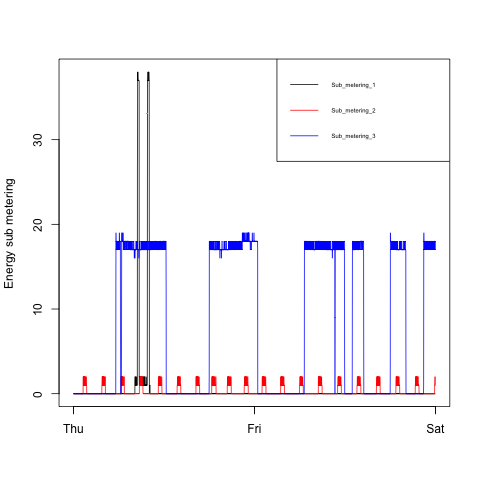 Sub_metering_1
Sub_metering_2
Sub_metering_3
Energy sub metering
30
20
10
0
Thu Fri Sat